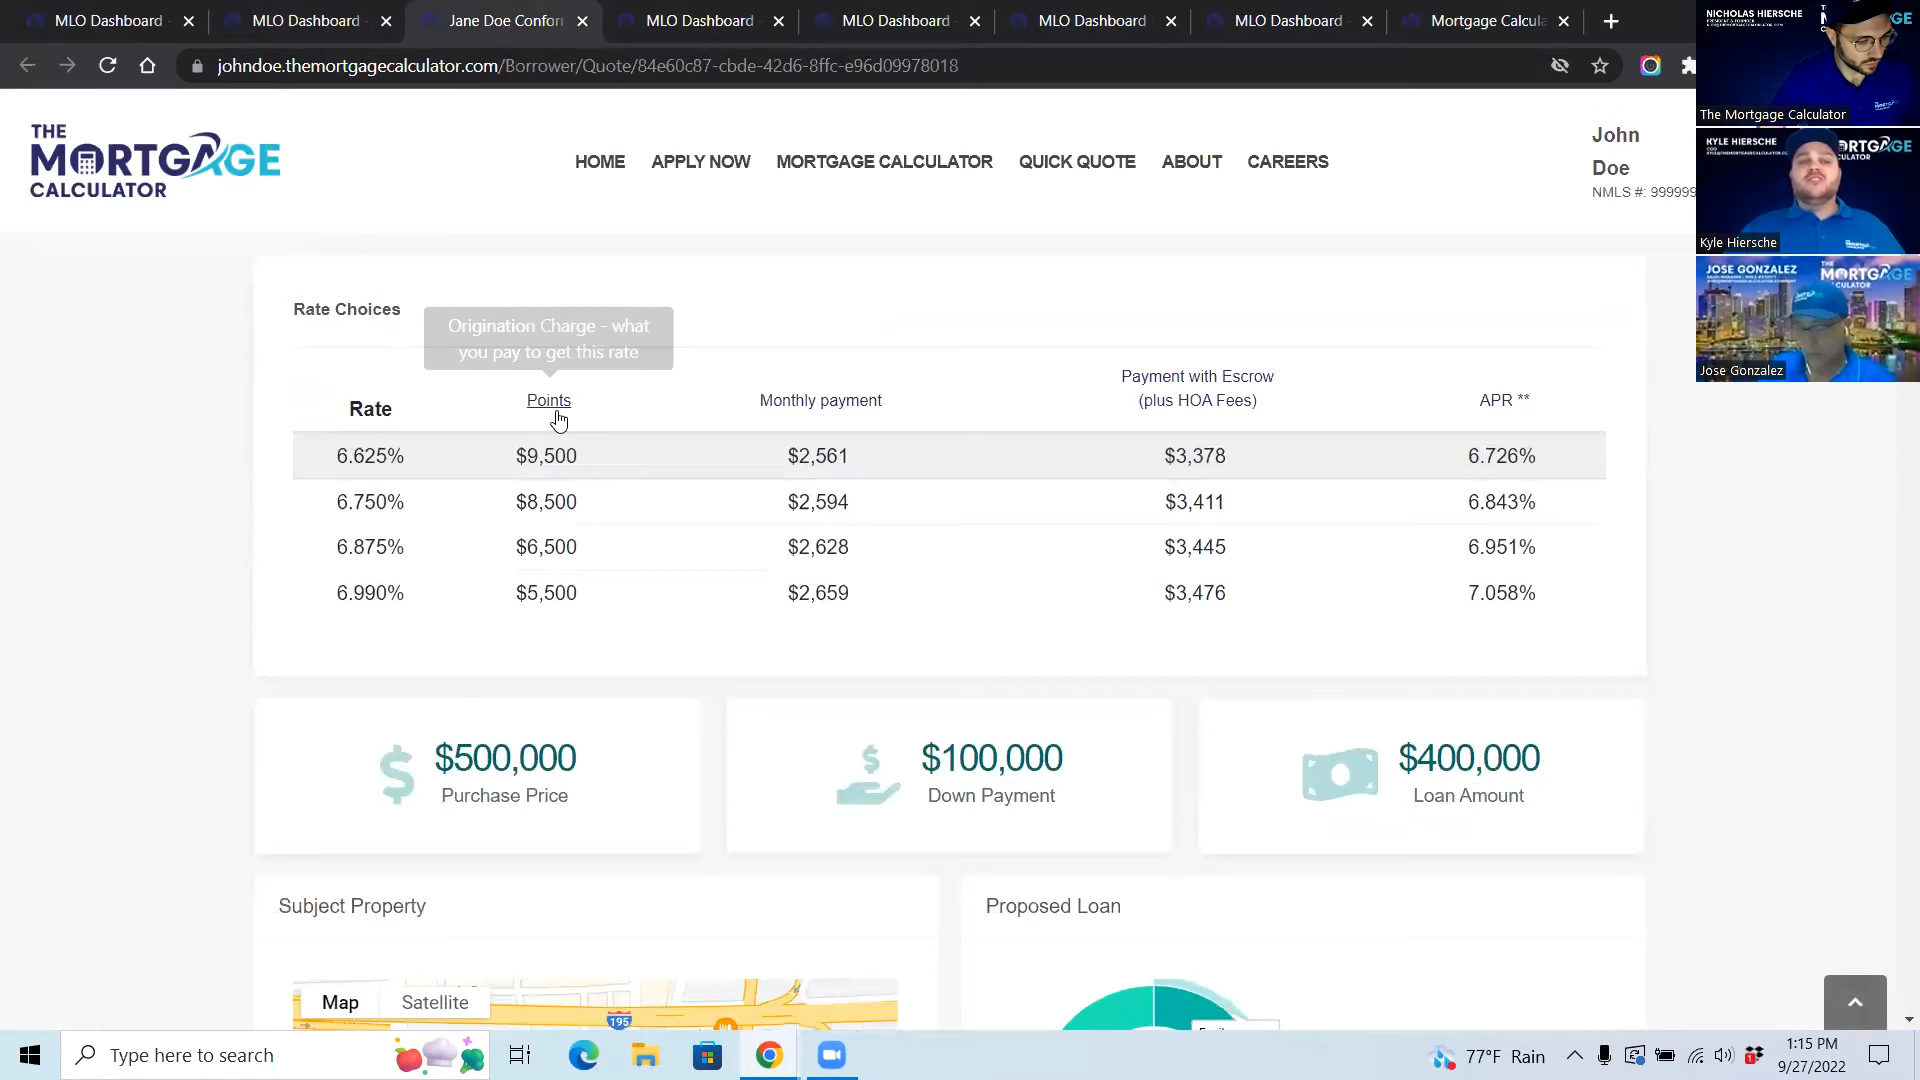 MLO Dashboard
MLO Dashboard -
Jane Doe Confor
MLO Dashboard
MLO Dashboard
MLO Dashboard
MLO Dashboard
Mortgage Calcula
johndoe.themortgagecalculator.com/Borrower/Quote/84e60c87-cbde-42d6-8ffc-e96d09978018
THE
MORTGAGE
CALCULATOR
HOME
APPLY NOW
MORTGAGE CALCULATOR
QUICK QUOTE
ABOUT
CAREERS
John
Doe
NMLS #: 999999
NICHOLAS HIERSCHE
The Mortgage Calculator
KYLE HIERSCHE
COO
Kyle Hiersche
JOSE GONZALEZ
THE
MORTGAGE
CALCULATOR
Jose Gonzalez
Rate Choices
Origination Charge - what
you pay to get this rate
Rate
Points
Monthly payment
Payment with Escrow
(plus HOA Fees)
APR **
6.625% $9,500 $2,561 $3,378 6.726%
6.750% $8,500 $2,594 $3,411 6.843%
6.875% $6,500 $2,628 $3,445 6.951%
6.990% $5,500 $2,659 $3,476 7.058%
$500,000
Purchase Price
$100,000
Down Payment
$400,000
Loan Amount
Subject Property
Proposed Loan
Map
Satellite
195
Type here to search
77°F Rain
1:15 PM
9/27/2022